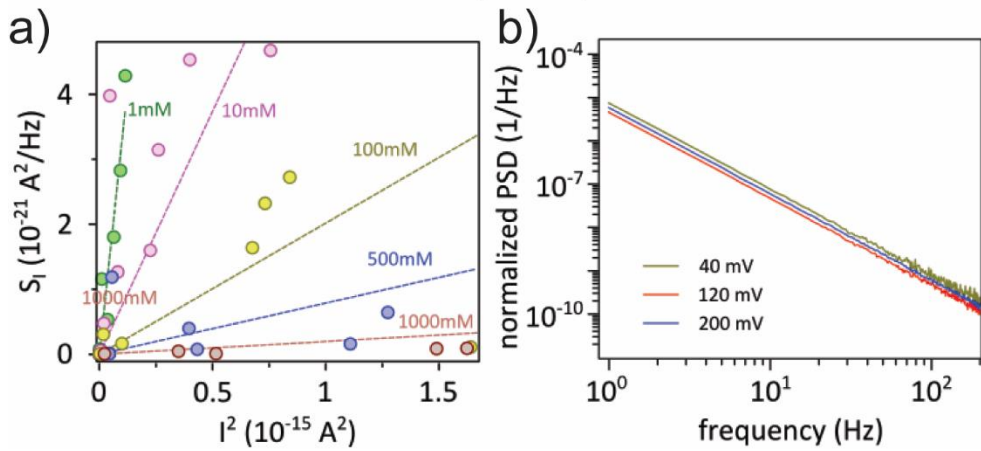 a)
S_I (10^-21 A^2/Hz)
4
2
0
1mM
10mM
100mM
500mM
1000mM
1000mM
0
0.5
1
1.5
I^2 (10^-15 A^2)
b)
normalized PSD (1/Hz)
10^-4
10^-7
10^-10
40 mV
120 mV
200 mV
10^0
10^1
10^2
frequency (Hz)